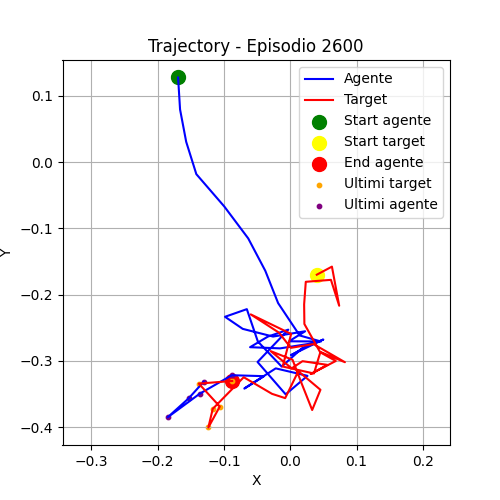 Trajectory - Episodio 2600
Agente
Target
Start agente
Start target
End agente
Ultimi target
Ultimi agente
Y
0.1
0.0
−0.1
−0.2
−0.3
−0.4
−0.3
−0.2
−0.1
0.0
0.1
0.2
X